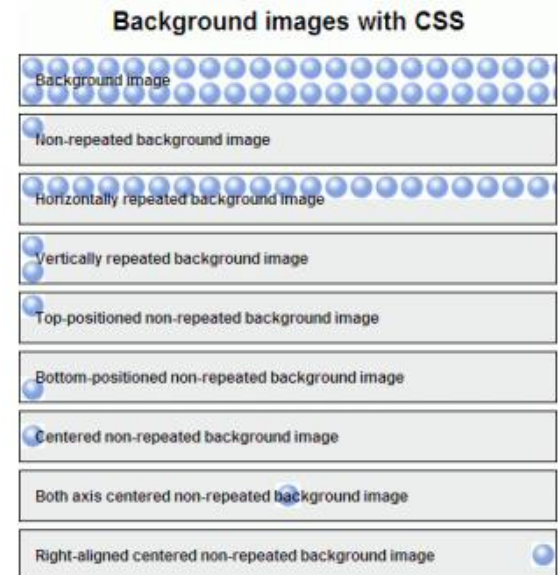 Background images with CSS
Background image
Non-repeated background image
Horizontally repeated background image
Vertically repeated background image
Top-positioned non-repeated background image
Bottom-positioned non-repeated background image
Centered non-repeated background image
Both axis centered non-repeated background image
Right-aligned centered non-repeated background image